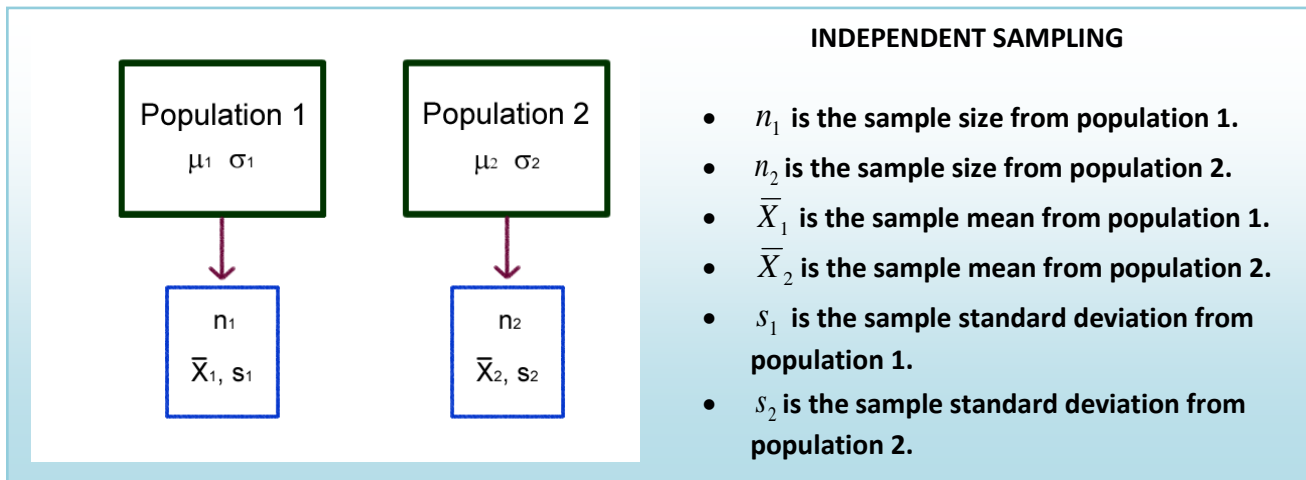 Population 1
μ1 σ1
n1
X̄1, s1
Population 2
μ2 σ2
n2
X̄2, s2
INDEPENDENT SAMPLING
• n1 is the sample size from population 1.
• n2 is the sample size from population 2.
• X̄1 is the sample mean from population 1.
• X̄2 is the sample mean from population 2.
• s1 is the sample standard deviation from
population 1.
• s2 is the sample standard deviation from
population 2.